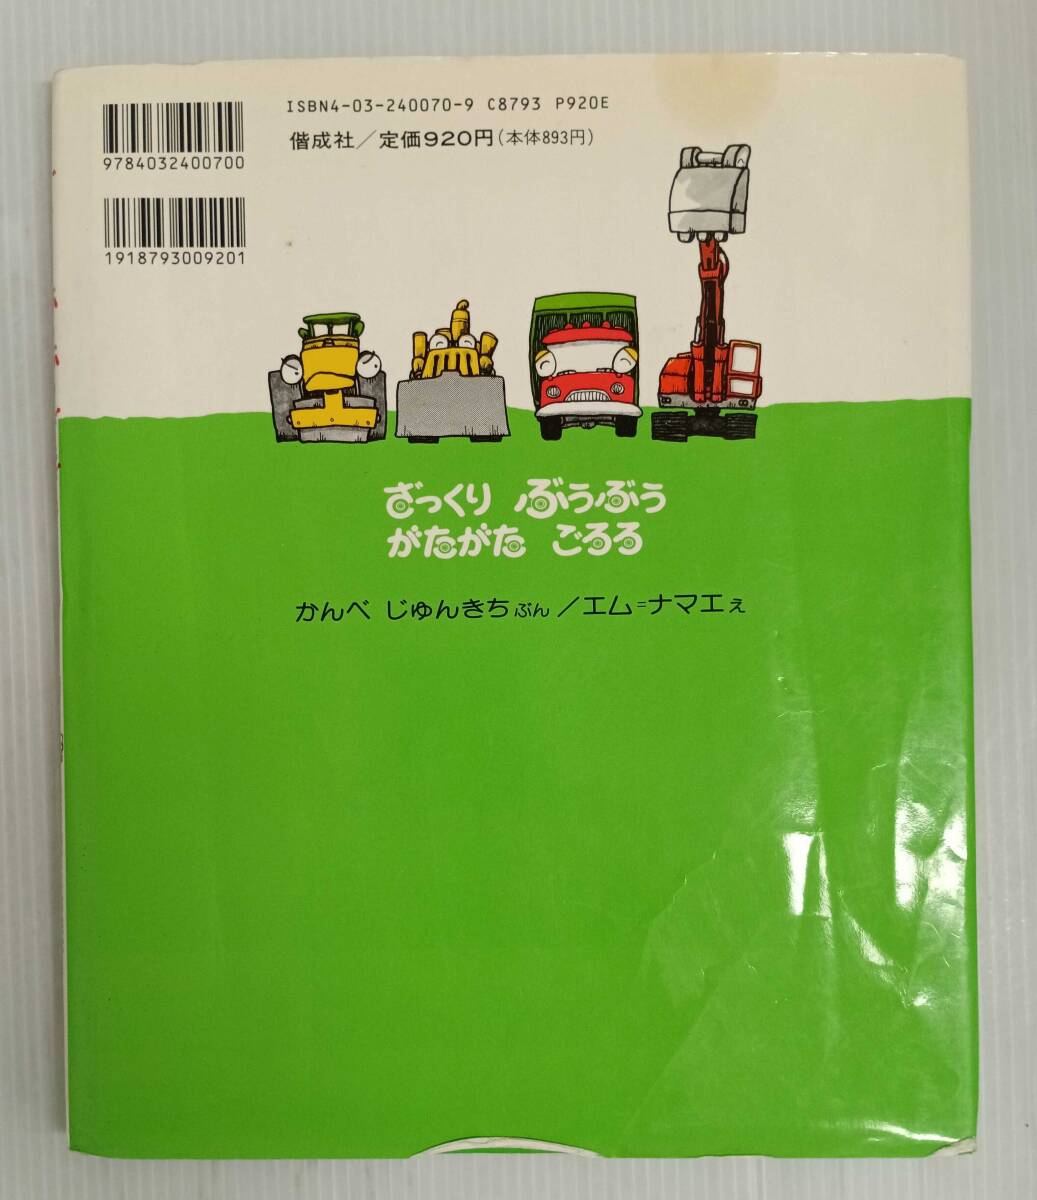 ISBN4-03-240070-9 C8793 P920E
偕成社／定価920円(本体893円)
9784032400700
1918793009201
ざっくり ぶうぶう
がたがた ごろろ
かんべ じゅんきちぶん／エム=ナマエえ